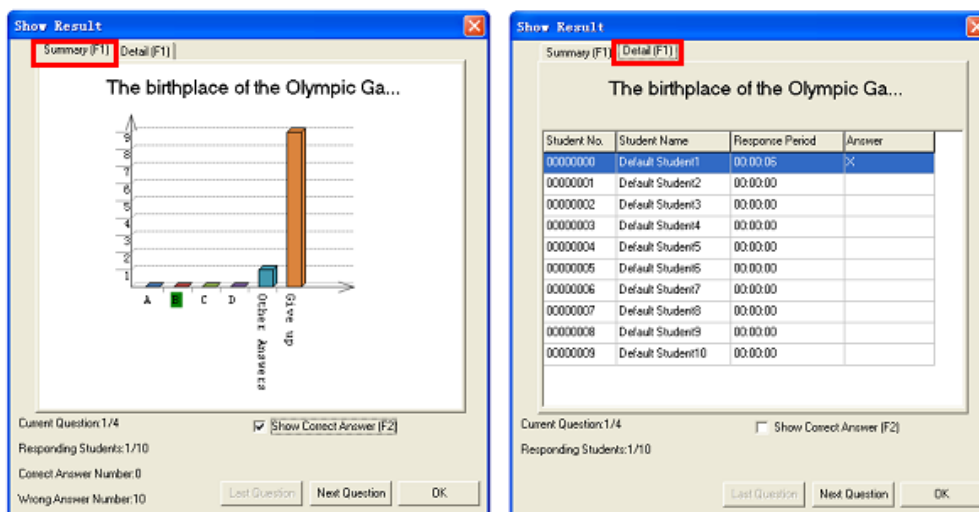 Show Result
Summary (F1) Detail (F1)
The birthplace of the Olympic Ga...
9
8
7
6
5
4
3
2
1
A B C D Other Answers Give up
Current Question:1/4
Show Correct Answer (F2)
Responding Students:1/10
Correct Answer Number:0
Wrong Answer Number:10
Last Question Next Question OK
Show Result
Summary (F1) Detail (F1)
The birthplace of the Olympic Ga...
Student No. Student Name Response Period Answer
00000000 Default Student1 00:00:06 X
00000001 Default Student2 00:00:00
00000002 Default Student3 00:00:00
00000003 Default Student4 00:00:00
00000004 Default Student5 00:00:00
00000005 Default Student6 00:00:00
00000006 Default Student7 00:00:00
00000007 Default Student8 00:00:00
00000008 Default Student9 00:00:00
00000009 Default Student10 00:00:00
Current Question:1/4
Show Correct Answer (F2)
Responding Students:1/10
Last Question Next Question OK